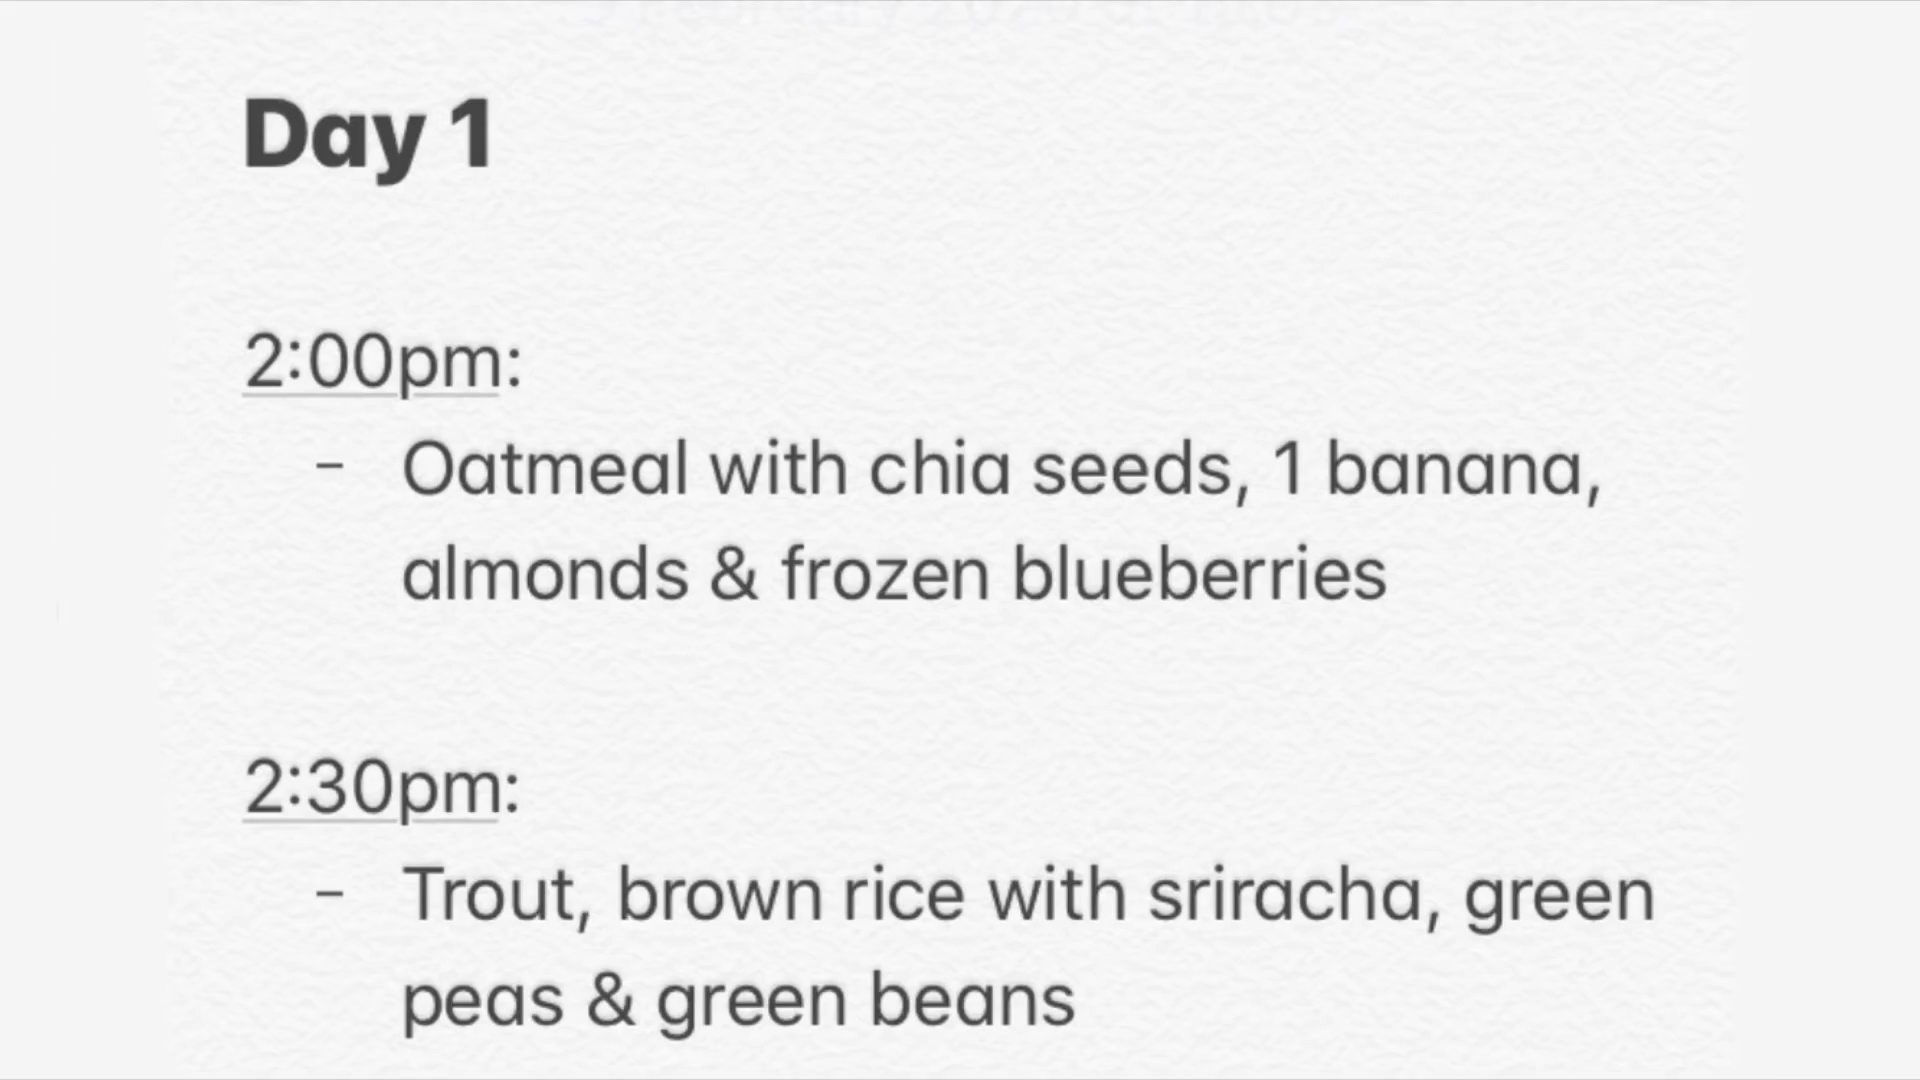 Day 1
2:00pm:
- Oatmeal with chia seeds, 1 banana,
almonds & frozen blueberries
2:30pm:
- Trout, brown rice with sriracha, green
peas & green beans